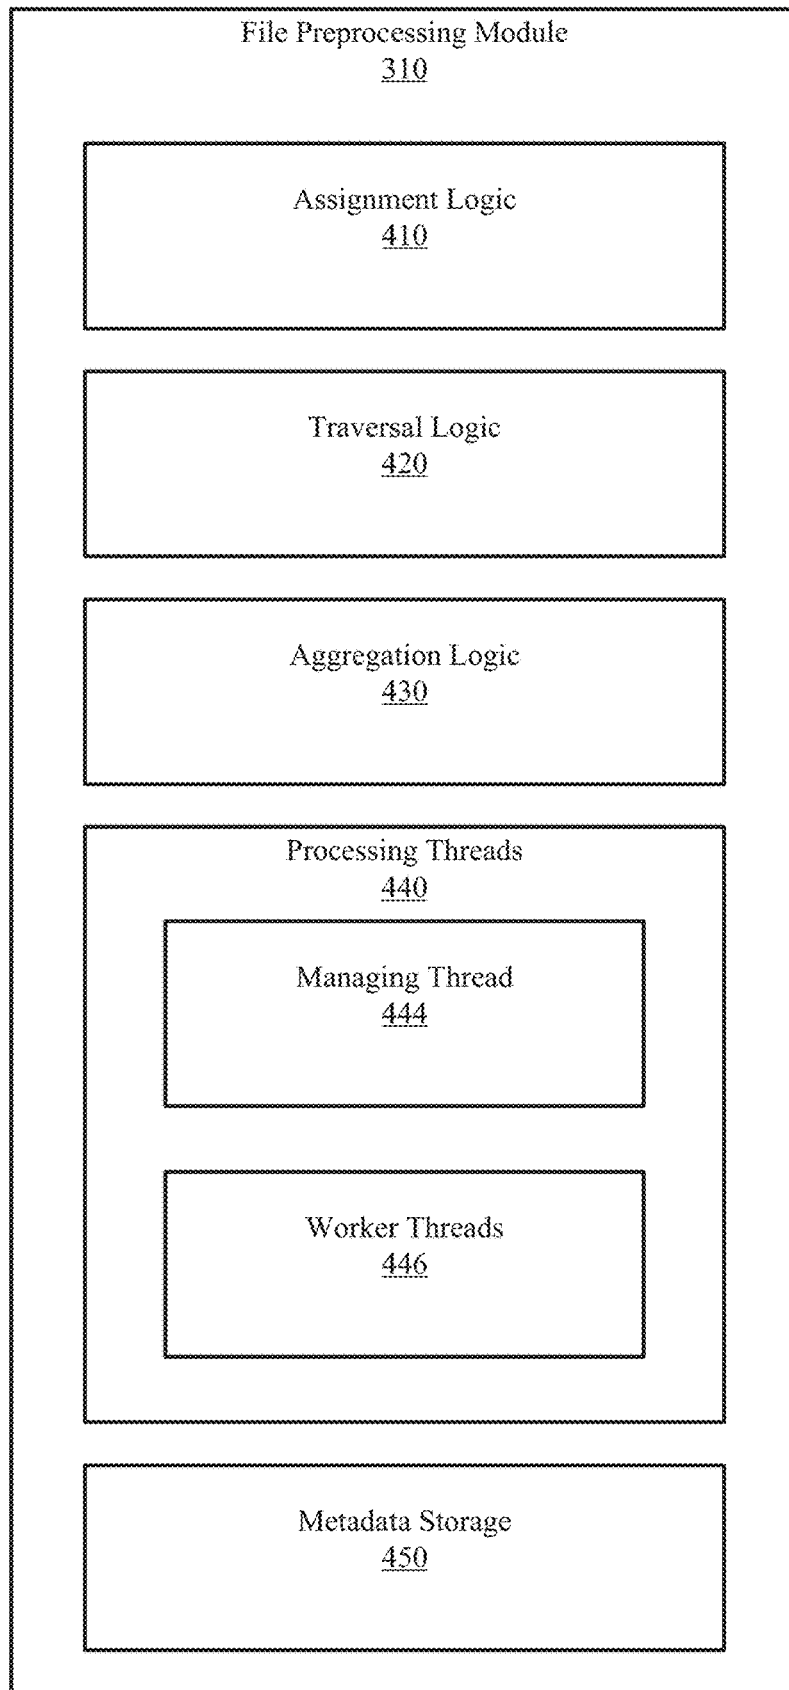 File Preprocessing Module
310
Assignment Logic
410
Traversal Logic
420
Aggregation Logic
430
Processing Threads
440
Managing Thread
444
Worker Threads
446
Metadata Storage
450